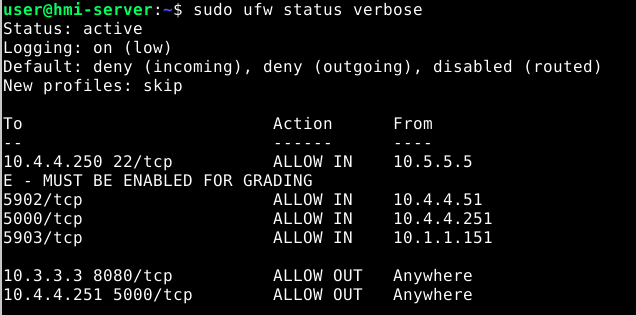 user@hmi-server:~$ sudo ufw status verbose
Status: active
Logging: on (low)
Default: deny (incoming), deny (outgoing), disabled (routed)
New profiles: skip
To                         Action      From
--                         ------      ----
10.4.4.250 22/tcp          ALLOW IN    10.5.5.5
E - MUST BE ENABLED FOR GRADING
5902/tcp                   ALLOW IN    10.4.4.51
5000/tcp                   ALLOW IN    10.4.4.251
5903/tcp                   ALLOW IN    10.1.1.151
10.3.3.3 8080/tcp          ALLOW OUT   Anywhere
10.4.4.251 5000/tcp        ALLOW OUT   Anywhere